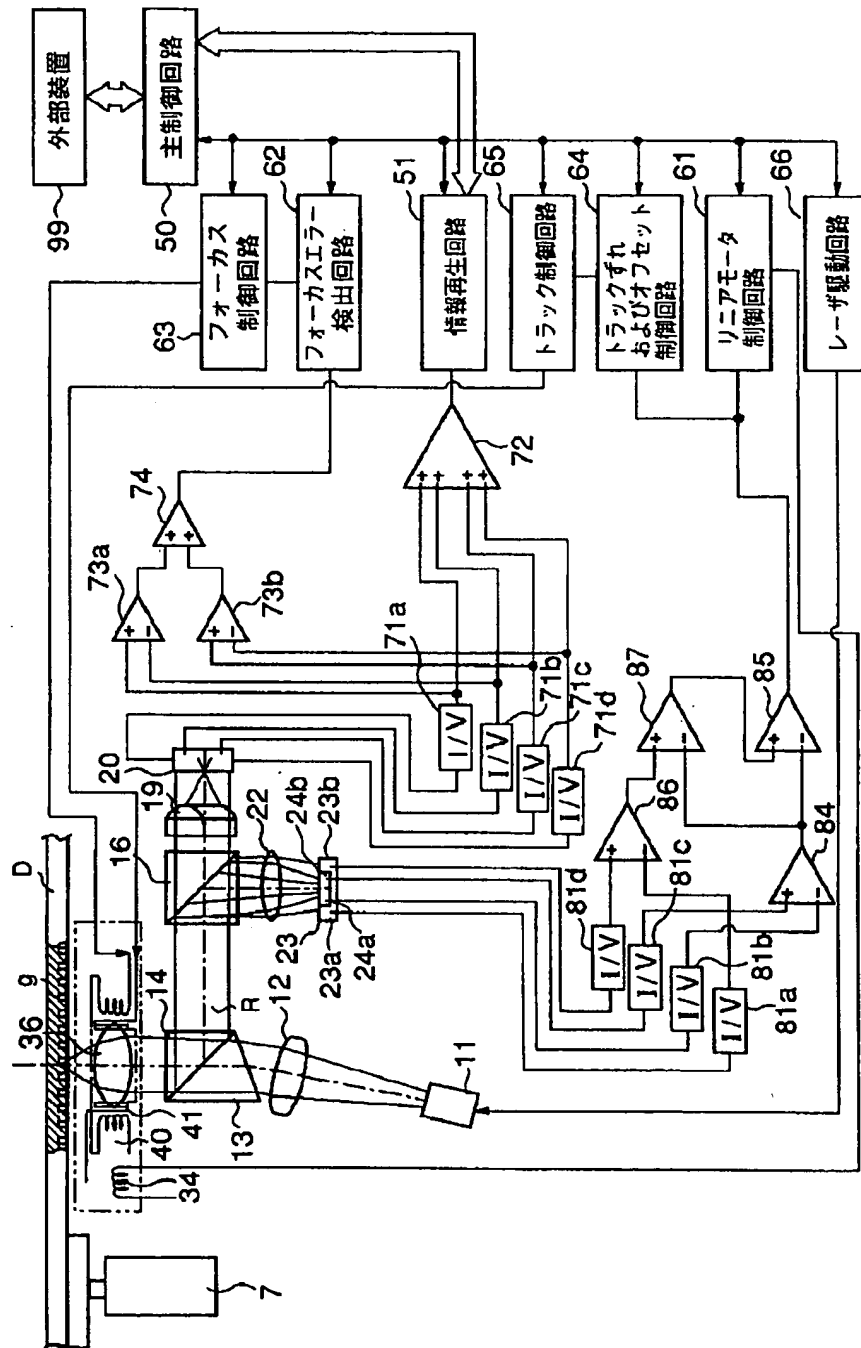 外部装置
99
主制御回路
50
フォーカス
制御回路
63
フォーカスエラー
検出回路
62
情報再生回路
51
トラック制御回路
65
トラックずれ
およびオフセット
制御回路
64
リニアモータ
制御回路
61
レーザ駆動回路
66
74
+
+
73a
+
-
73b
+
-
72
+
+
+
+
71a
I/V
71b
I/V
71c
I/V
71d
I/V
20
19
16
22
24b
23b
23
23a
24a
D
9
36
14
R
12
11
13
41
40
34
7
87
+
-
85
+
-
86
+
-
84
+
-
81d
I/V
81c
I/V
81b
I/V
81a
I/V